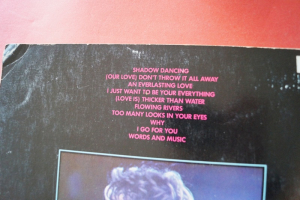 SHADOW DANCING
(OUR LOVE) DON'T THROW IT ALL AWAY
AN EVERLASTING LOVE
I JUST WANT TO BE YOUR EVERYTHING
(LOVE IS) THICKER THAN WATER
FLOWING RIVERS
TOO MANY LOOKS IN YOUR EYES
WHY
I GO FOR YOU
WORDS AND MUSIC